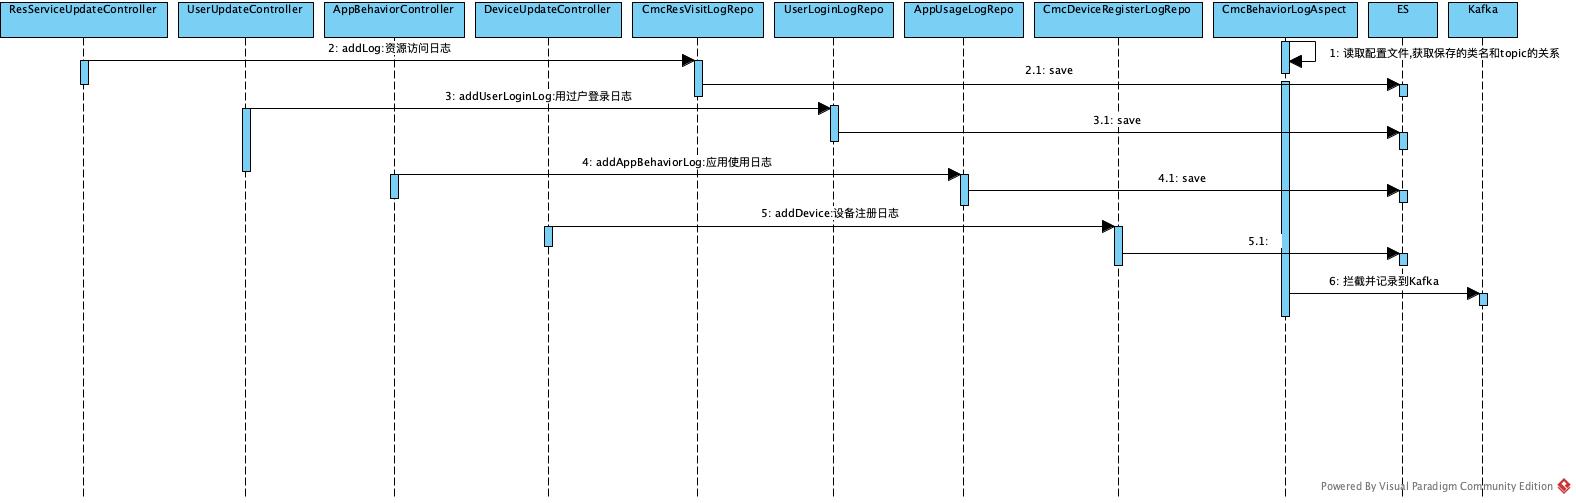 ResServiceUpdateController
UserUpdateController
AppBehaviorController
DeviceUpdateController
CmcResVisitLogRepo
UserLoginLogRepo
AppUsageLogRepo
CmcDeviceRegisterLogRepo
CmcBehaviorLogAspect
ES
Kafka
2: addLog:资源访问日志
1: 读取配置文件,获取保存的类名和topic的关系
2.1: save
3: addUserLoginLog:用过户登录日志
3.1: save
4: addAppBehaviorLog:应用使用日志
4.1: save
5: addDevice:设备注册日志
5.1:
6: 拦截并记录到Kafka
Powered By Visual Paradigm Community Edition